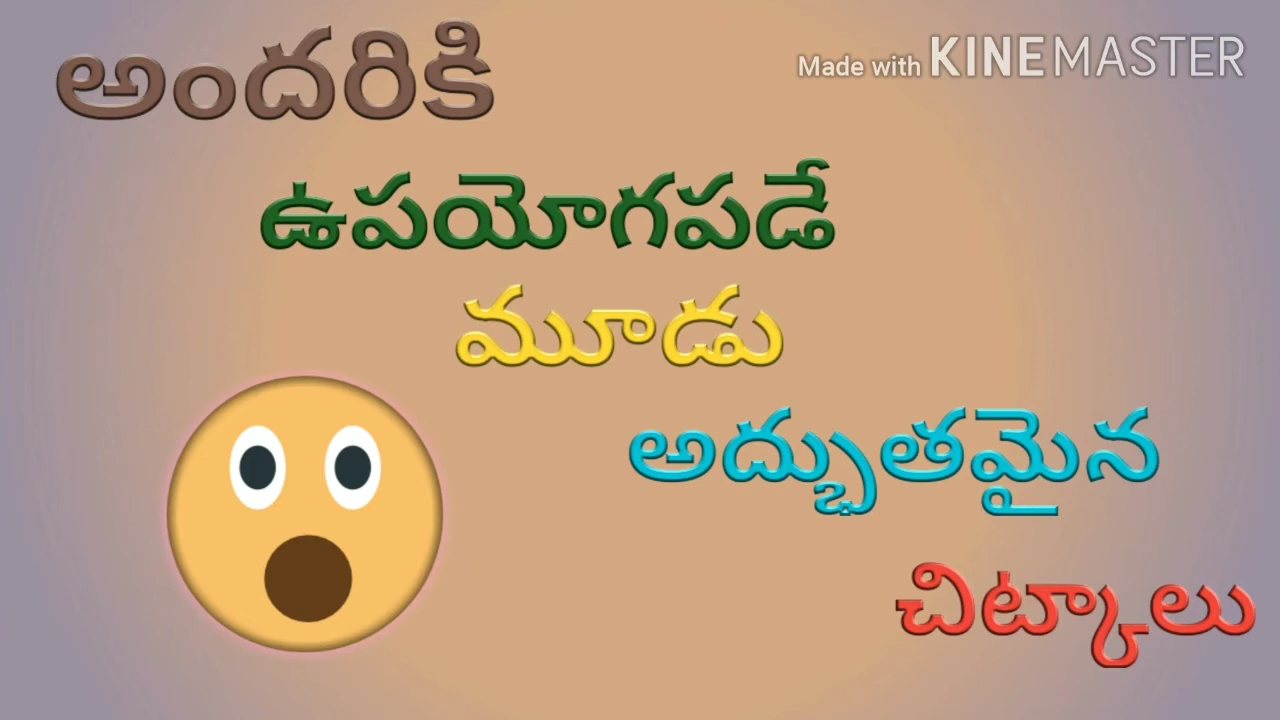 అందరికి
Made with KINEMASTER
ఉపయోగపడే
మూడు
అద్భుతమైన
చిట్కాలు